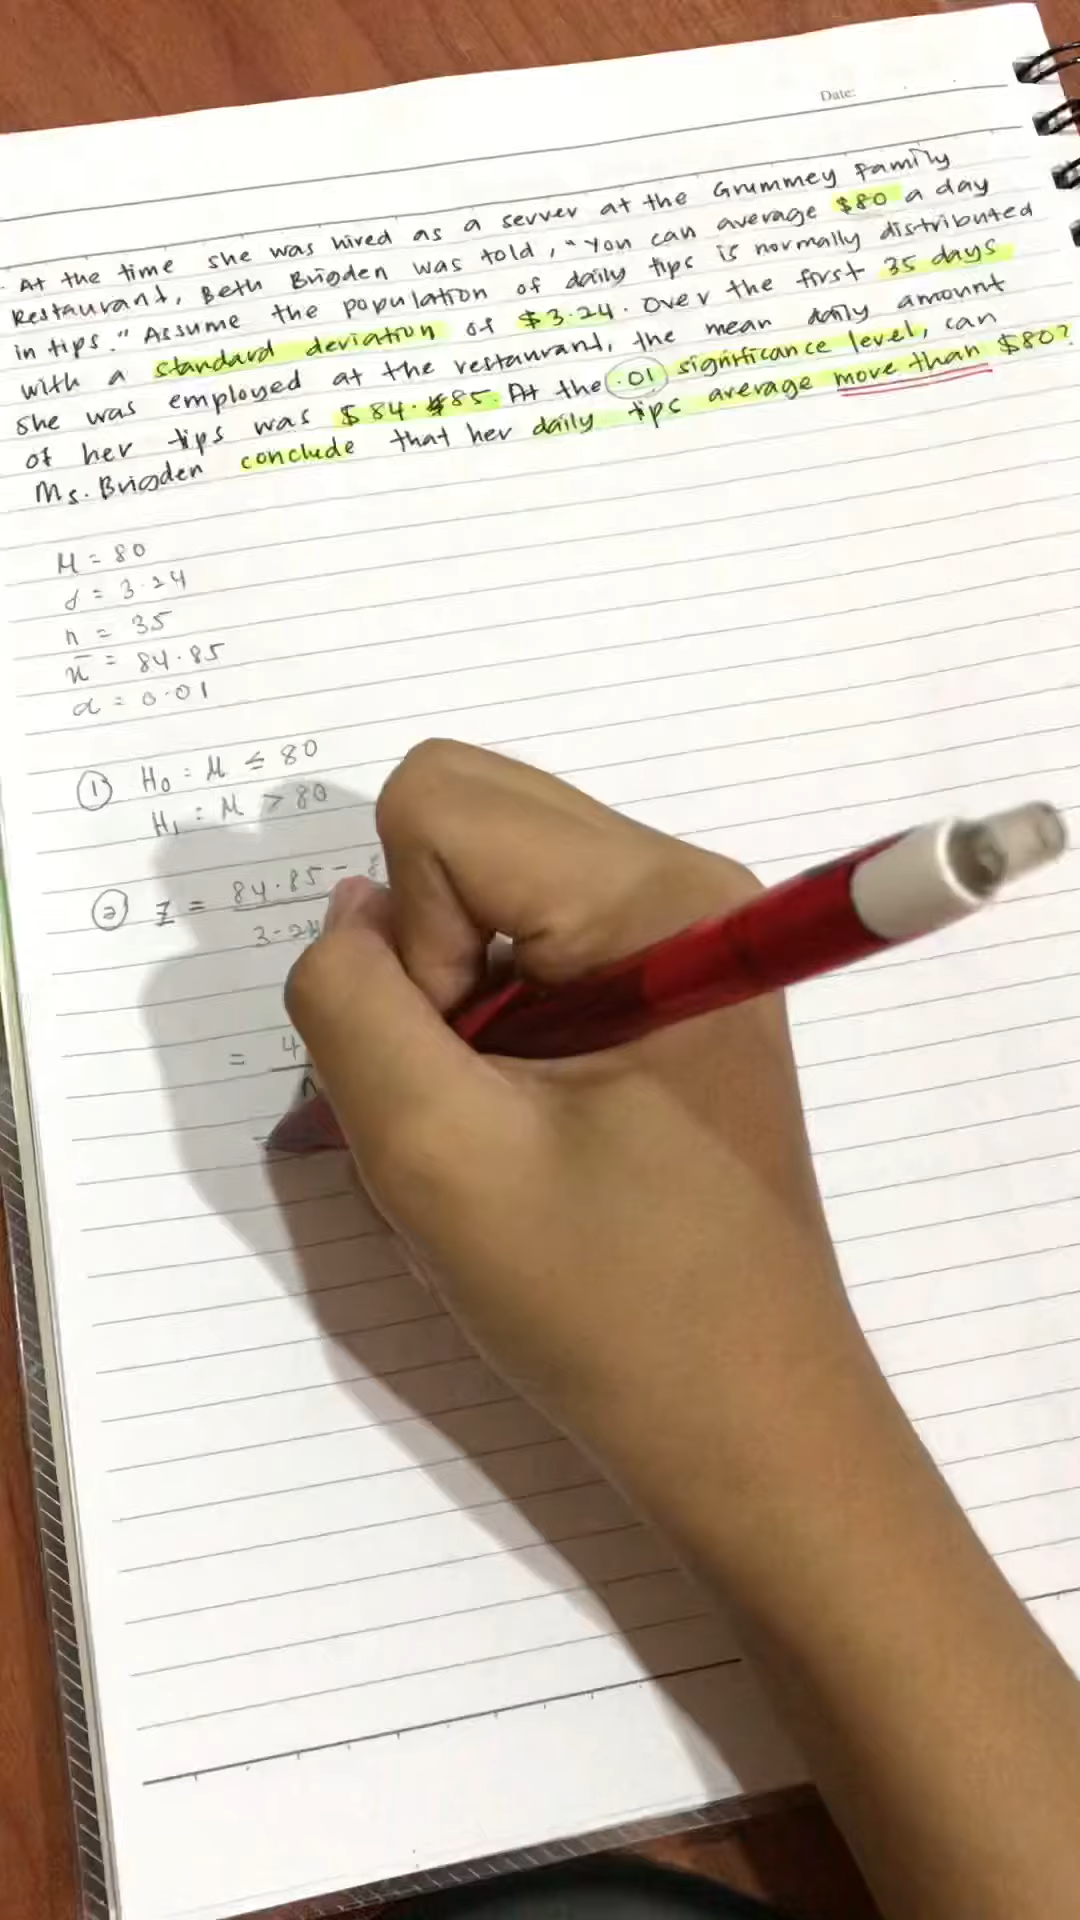 Date:
At the time she was hired as a server at the Grummey Family
Restaurant, Beth Brigden was told, "You can average $80 a day
in tips." Assume the population of daily tips is normally distributed
with a standard deviation of $3.24. Over the first 35 days
she was employed at the restaurant, the mean daily amount
of her tips was $84.85. At the .01 significance level, can
Ms. Brigden conclude that her daily tips average more than $80?
μ = 80
σ = 3.24
n = 35
x̄ = 84.85
α = 0.01
① H₀ : μ ≤ 80
H₁ : μ > 80
② Z = 84.85 - 8
3.24
= 4